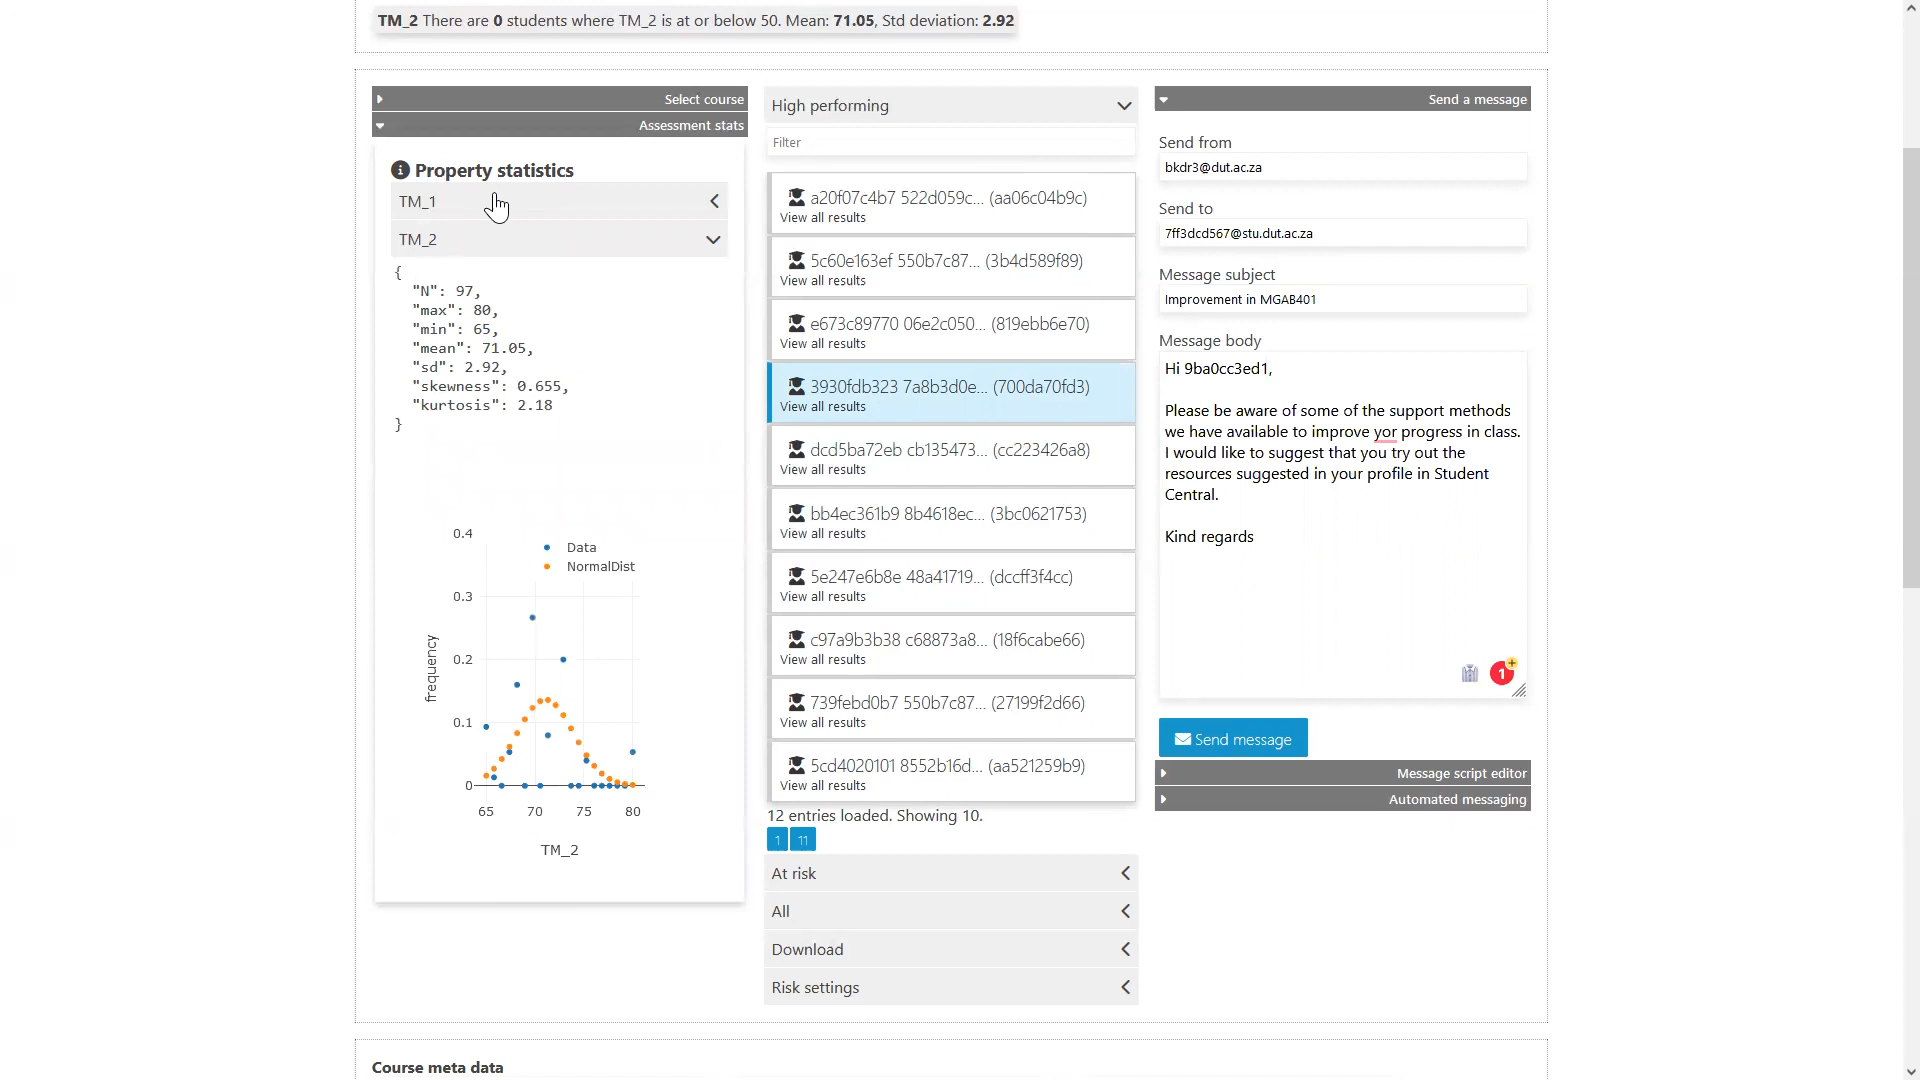 TM_2 There are 0 students where TM_2 is at or below 50. Mean: 71.05, Std deviation: 2.92
Select course
Assessment stats
Property statistics
TM_1
TM_2
{
"N": 97,
"max": 80,
"min": 65,
"mean": 71.05,
"sd": 2.92,
"skewness": 0.655,
"kurtosis": 2.18
}
0.4
Data
NormalDist
0.3
0.2
0.1
0
frequency
65 70 75 80
TM_2
High performing
Filter
a20f07c4b7 522d059c... (aa06c04b9c)
View all results
5c60e163ef 550b7c87... (3b4d589f89)
View all results
e673c89770 06e2c050... (819ebb6e70)
View all results
3930fdb323 7a8b3d0e... (700da70fd3)
View all results
dcd5ba72eb cb135473... (cc223426a8)
View all results
bb4ec361b9 8b4618ec... (3bc0621753)
View all results
5e247e6b8e 48a41719... (dccff3f4cc)
View all results
c97a9b3b38 c68873a8... (18f6cabe66)
View all results
739febd0b7 550b7c87... (27199f2d66)
View all results
5cd4020101 8552b16d... (aa521259b9)
View all results
12 entries loaded. Showing 10.
1 11
At risk
All
Download
Risk settings
Send a message
Send from
bkdr3@dut.ac.za
Send to
7ff3dcd567@stu.dut.ac.za
Message subject
Improvement in MGAB401
Message body
Hi 9ba0cc3ed1,
Please be aware of some of the support methods
we have available to improve yor progress in class.
I would like to suggest that you try out the
resources suggested in your profile in Student
Central.
Kind regards
1
Send message
Message script editor
Automated messaging
Course meta data